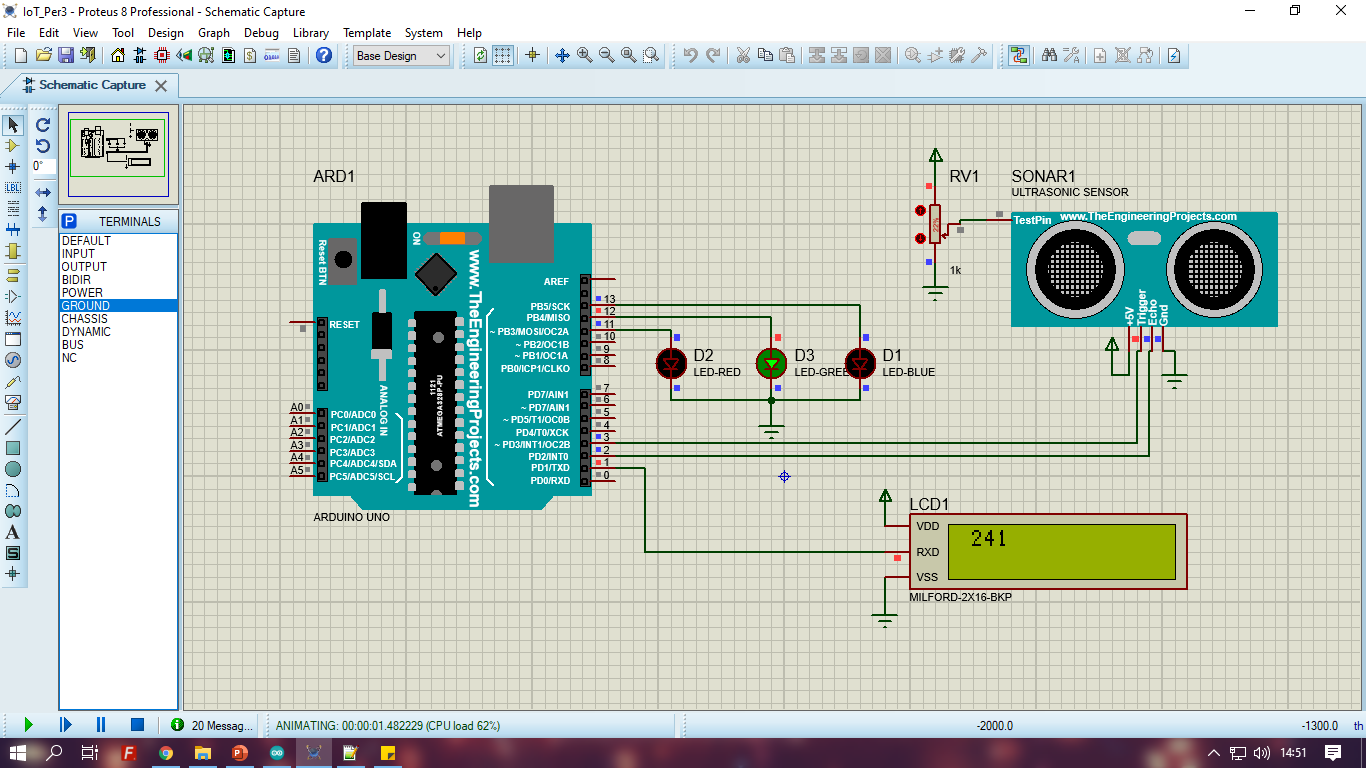 IoT_Per3 - Proteus 8 Professional - Schematic Capture
File Edit View Tool Design Graph Debug Library Template System Help
Base Design
Schematic Capture
0°
LBL
P TERMINALS
DEFAULT
INPUT
OUTPUT
BIDIR
POWER
GROUND
CHASSIS
DYNAMIC
BUS
NC
ARD1
Reset BTN
ON
www.TheEngineeringProjects.com
RESET
ANALOG IN
1121
ATMEGA328P-PU
A0 PC0/ADC0
A1 PC1/ADC1
A2 PC2/ADC2
A3 PC3/ADC3
A4 PC4/ADC4/SDA
A5 PC5/ADC5/SCL
AREF
PB5/SCK 13
PB4/MISO 12
~ PB3/MOSI/OC2A 11
~ PB2/OC1B 10
~ PB1/OC1A 9
PB0/ICP1/CLKO 8
PD7/AIN1 7
~ PD7/AIN1 6
~ PD5/T1/OC0B 5
PD4/T0/XCK 4
~ PD3/INT1/OC2B 3
PD2/INT0 2
PD1/TXD 1
PD0/RXD 0
ARDUINO UNO
D2
LED-RED
D3
LED-GREE
D1
LED-BLUE
RV1
22%
1k
SONAR1
ULTRASONIC SENSOR
TestPin www.TheEngineeringProjects.com
+5V
Trigger
Echo
Gnd
LCD1
VDD
RXD
VSS
241
MILFORD-2X16-BKP
20 Messag...
ANIMATING: 00:00:01.482229 (CPU load 62%)
-2000.0
-1300.0
th
14:51